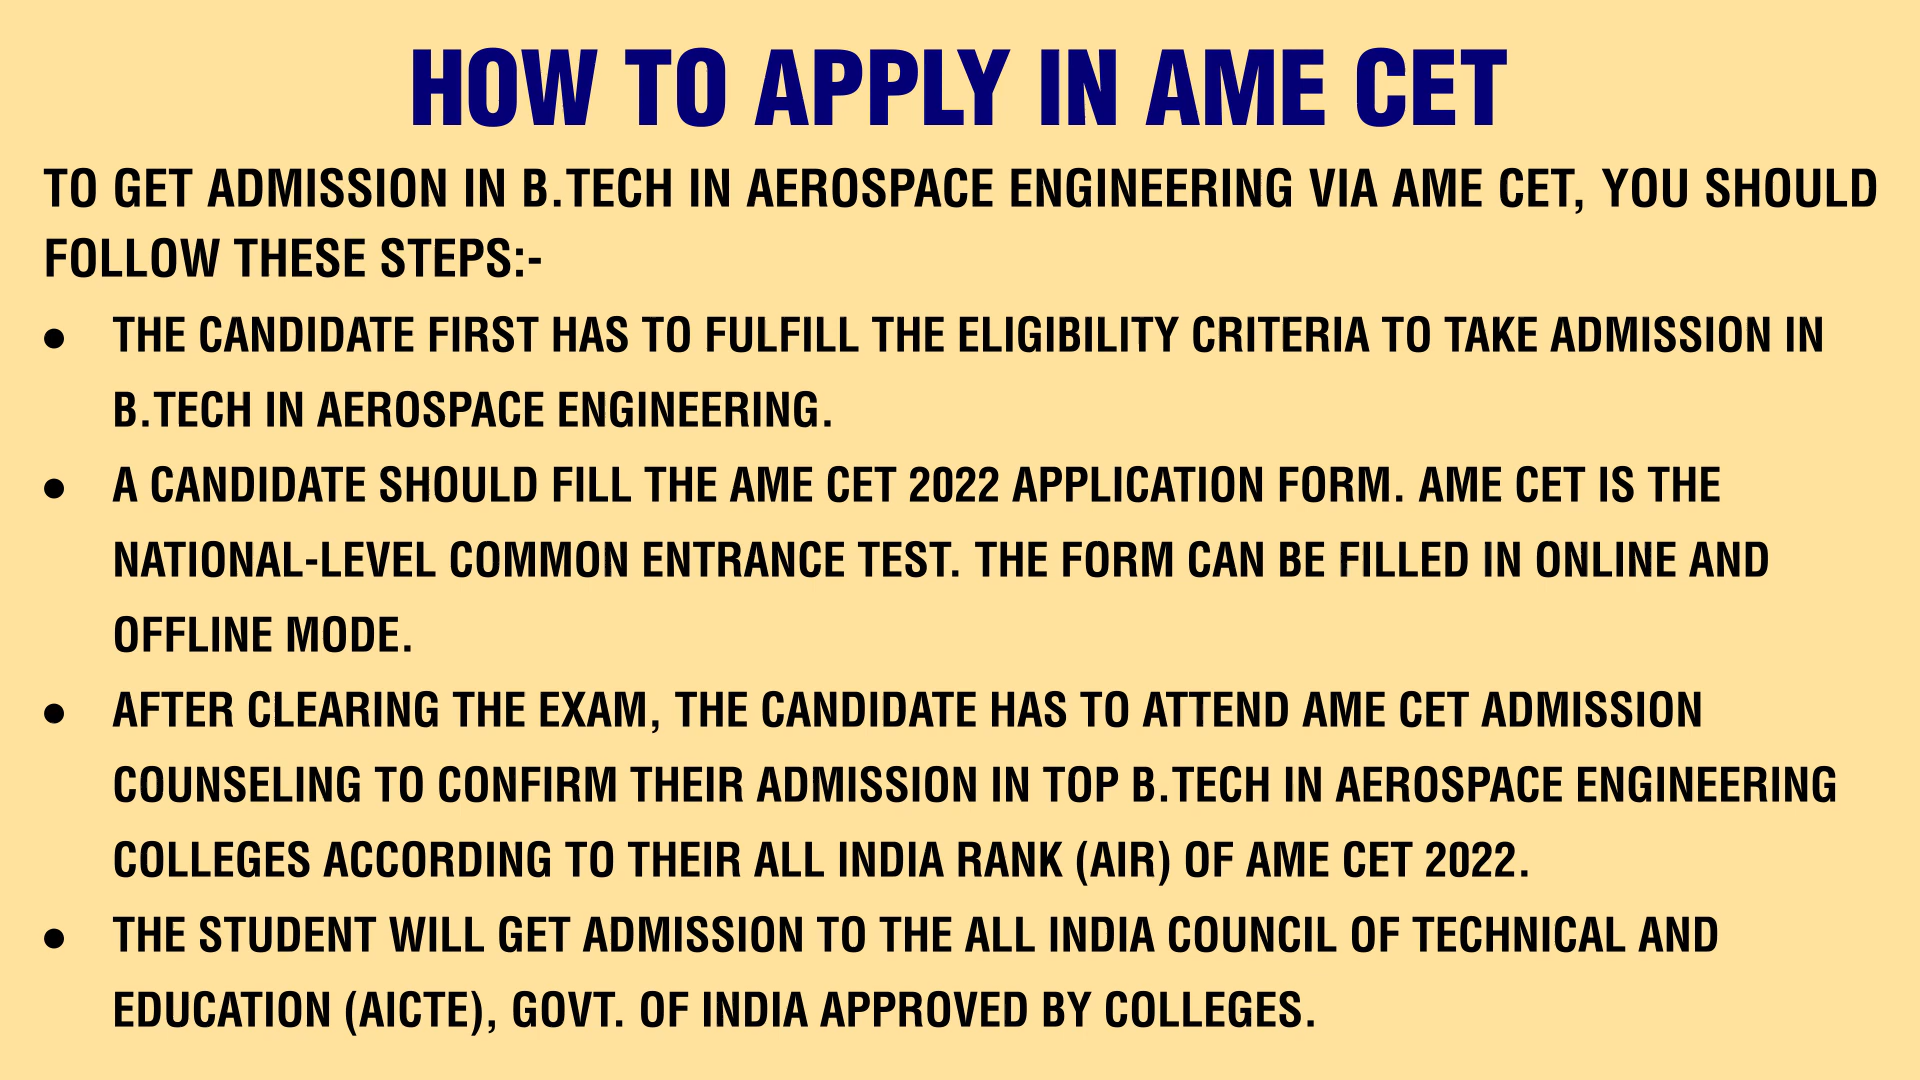 HOW TO APPLY IN AME CET
TO GET ADMISSION IN B.TECH IN AEROSPACE ENGINEERING VIA AME CET, YOU SHOULD
FOLLOW THESE STEPS:-
● THE CANDIDATE FIRST HAS TO FULFILL THE ELIGIBILITY CRITERIA TO TAKE ADMISSION IN
B.TECH IN AEROSPACE ENGINEERING.
● A CANDIDATE SHOULD FILL THE AME CET 2022 APPLICATION FORM. AME CET IS THE
NATIONAL-LEVEL COMMON ENTRANCE TEST. THE FORM CAN BE FILLED IN ONLINE AND
OFFLINE MODE.
● AFTER CLEARING THE EXAM, THE CANDIDATE HAS TO ATTEND AME CET ADMISSION
COUNSELING TO CONFIRM THEIR ADMISSION IN TOP B.TECH IN AEROSPACE ENGINEERING
COLLEGES ACCORDING TO THEIR ALL INDIA RANK (AIR) OF AME CET 2022.
● THE STUDENT WILL GET ADMISSION TO THE ALL INDIA COUNCIL OF TECHNICAL AND
EDUCATION (AICTE), GOVT. OF INDIA APPROVED BY COLLEGES.